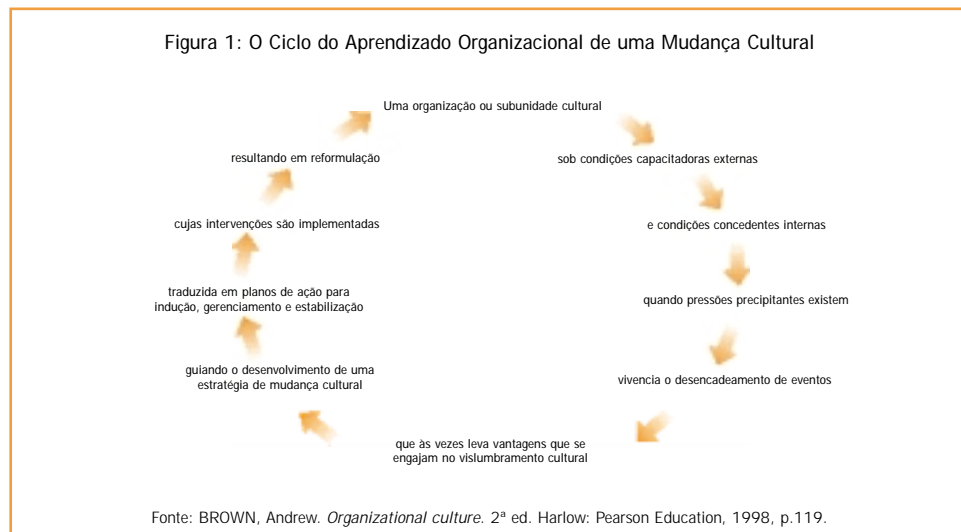 Figura 1: O Ciclo do Aprendizado Organizacional de uma Mudança Cultural
Uma organização ou subunidade cultural
sob condições capacitadoras externas
e condições concedentes internas
quando pressões precipitantes existem
vivencia o desencadeamento de eventos
que às vezes leva vantagens que se
engajam no vislumbramento cultural
guiando o desenvolvimento de uma
estratégia de mudança cultural
traduzida em planos de ação para
indução, gerenciamento e estabilização
cujas intervenções são implementadas
resultando em reformulação
Fonte: BROWN, Andrew. Organizational culture. 2ª ed. Harlow: Pearson Education, 1998, p.119.